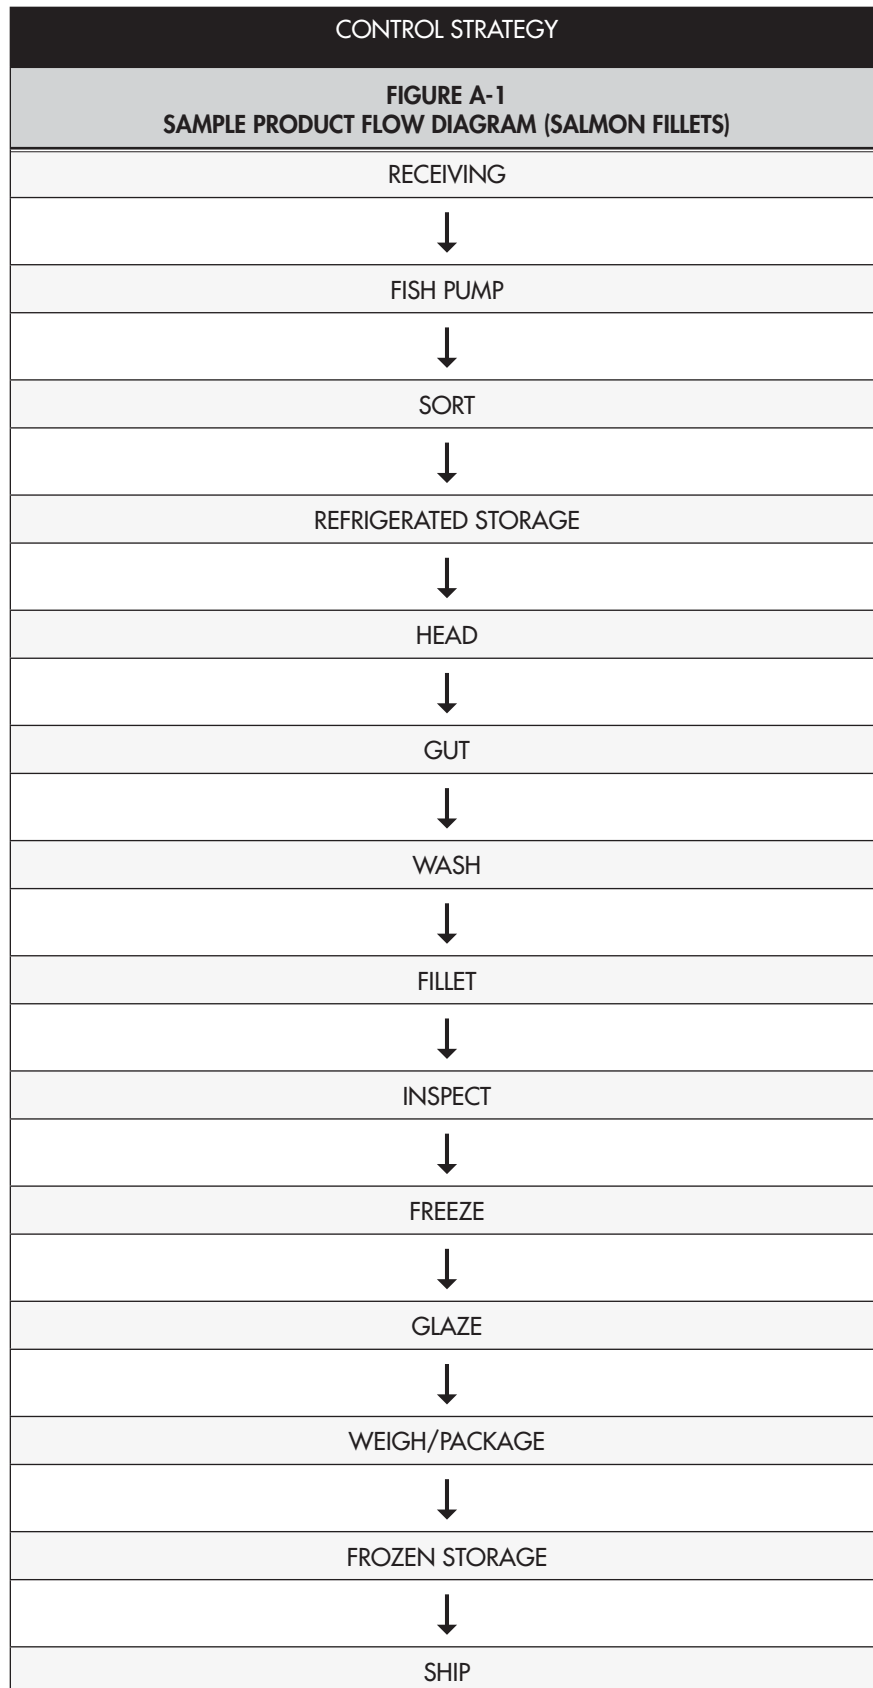 CONTROL STRATEGY
FIGURE A-1
SAMPLE PRODUCT FLOW DIAGRAM (SALMON FILLETS)
RECEIVING
FISH PUMP
SORT
REFRIGERATED STORAGE
HEAD
GUT
WASH
FILLET
INSPECT
FREEZE
GLAZE
WEIGH/PACKAGE
FROZEN STORAGE
SHIP